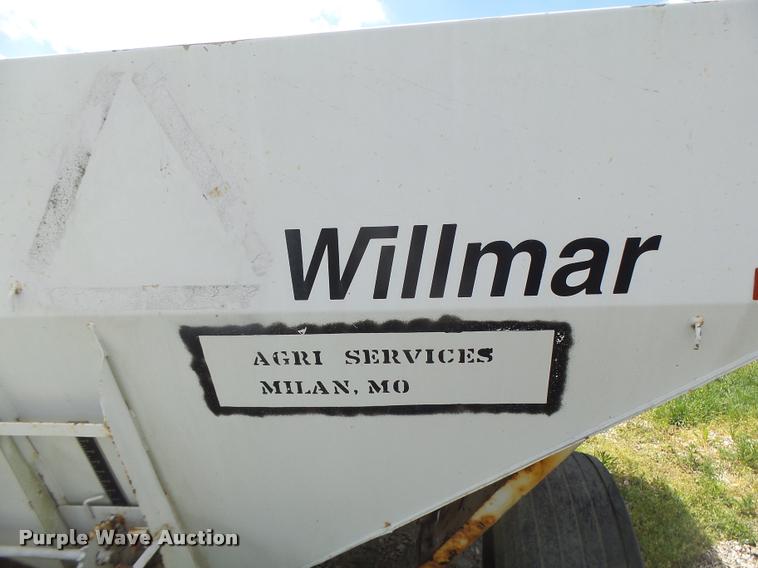 Willmar
AGRI SERVICES
MILAN, MO
Purple Wave Auction